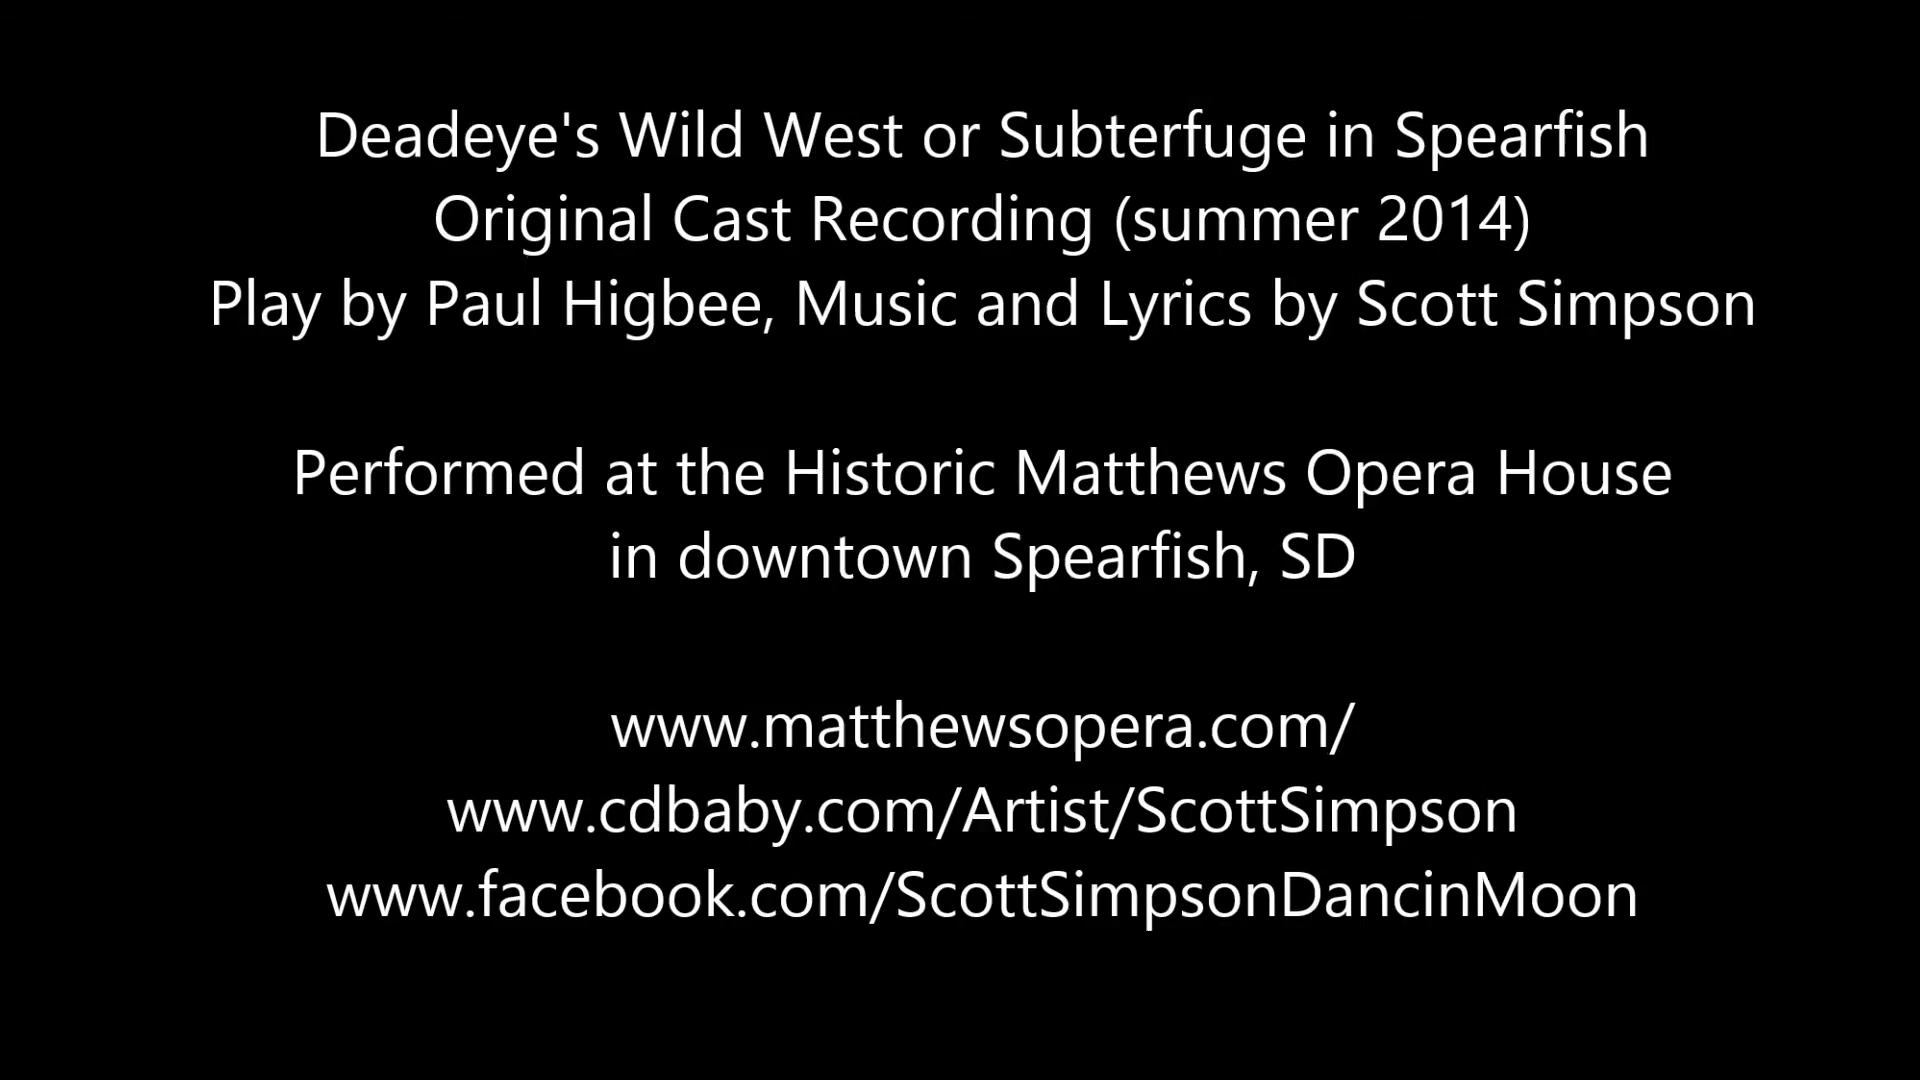 Deadeye's Wild West or Subterfuge in Spearfish
Original Cast Recording (summer 2014)
Play by Paul Higbee, Music and Lyrics by Scott Simpson
Performed at the Historic Matthews Opera House
in downtown Spearfish, SD
www.matthewsopera.com/
www.cdbaby.com/Artist/ScottSimpson
www.facebook.com/ScottSimpsonDancinMoon